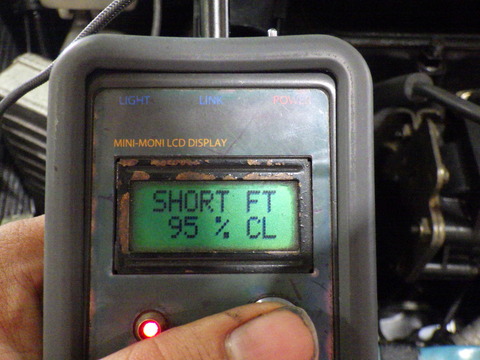 LIGHT LINK POWER
MINI-MONI LCD DISPLAY
SHORT FT
95 % CL